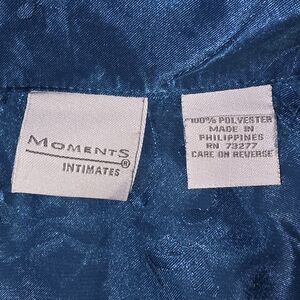 MOMENTS
®
INTIMATES
100% POLYESTER
MADE IN
PHILIPPINES
RN 73277
CARE ON REVERSE